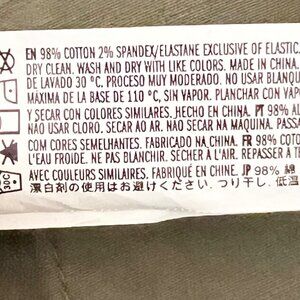 EN 98% COTTON 2% SPANDEX/ELASTANE EXCLUSIVE OF ELASTIC.
DRY CLEAN. WASH AND DRY WITH LIKE COLORS. MADE IN CHINA.
DE LAVADO 30 °C. PROCESO MUY MODERADO. NO USAR BLANQU
MÁXIMA DE LA BASE DE 110 °C, SIN VAPOR. PLANCHAR CON VAP
Y SECAR CON COLORES SIMILARES. HECHO EN CHINA. PT 98% AL
NÃO USAR CLORO. SECAR AO AR. NÃO SECAR NA MÁQUINA. PASSA
COM CORES SEMELHANTES. FABRICADO NA CHINA. FR 98% COTON
L'EAU FROIDE. NE PAS BLANCHIR. SÉCHER À L'AIR. REPASSER À T
AVEC COULEURS SIMILAIRES. FABRIQUÉ EN CHINE. JP 98% 綿
漂白剤の使用はお避け下さい。つり干し。低温
30°C